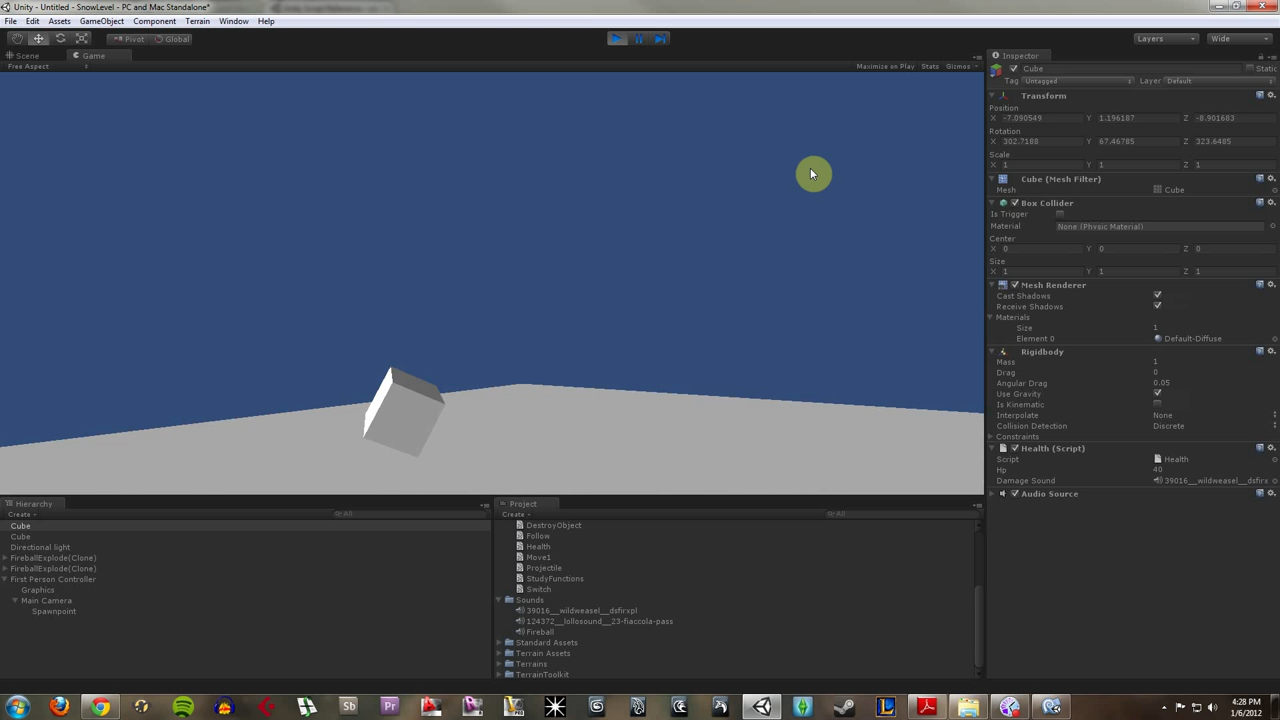 Unity - Untitled - SnowLevel - PC and Mac Standalone*
File Edit Assets GameObject Component Terrain Window Help
Pivot Global Layers Wide
Scene Game
Free Aspect Maximize on Play Stats Gizmos
Inspector
Cube Static
Tag Untagged Layer Default
Transform
Position
X -7.090549 Y 1.196187 Z -8.901683
Rotation
X 302.7188 Y 67.46785 Z 323.6485
Scale
X 1 Y 1 Z 1
Cube (Mesh Filter)
Mesh Cube
Box Collider
Is Trigger
Material None (Physic Material)
Center
X 0 Y 0 Z 0
Size
X 1 Y 1 Z 1
Mesh Renderer
Cast Shadows
Receive Shadows
Materials
Size 1
Element 0 Default-Diffuse
Rigidbody
Mass 1
Drag 0
Angular Drag 0.05
Use Gravity
Is Kinematic
Interpolate None
Collision Detection Discrete
Constraints
Health (Script)
Script Health
Hp 40
Damage Sound 39016__wildweasel__dsfirx
Audio Source
Hierarchy
Create All
Cube
Cube
Directional light
FireballExplode(Clone)
FireballExplode(Clone)
First Person Controller
Graphics
Main Camera
Spawnpoint
Project
Create All
DestroyObject
Follow
Health
Move1
Projectile
StudyFunctions
Switch
Sounds
39016__wildweasel__dsfirxpl
124372__lollosound__23-fiaccola-pass
Fireball
Standard Assets
Terrain Assets
Terrains
TerrainToolkit
Sb Pr
4:28 PM
1/6/2012